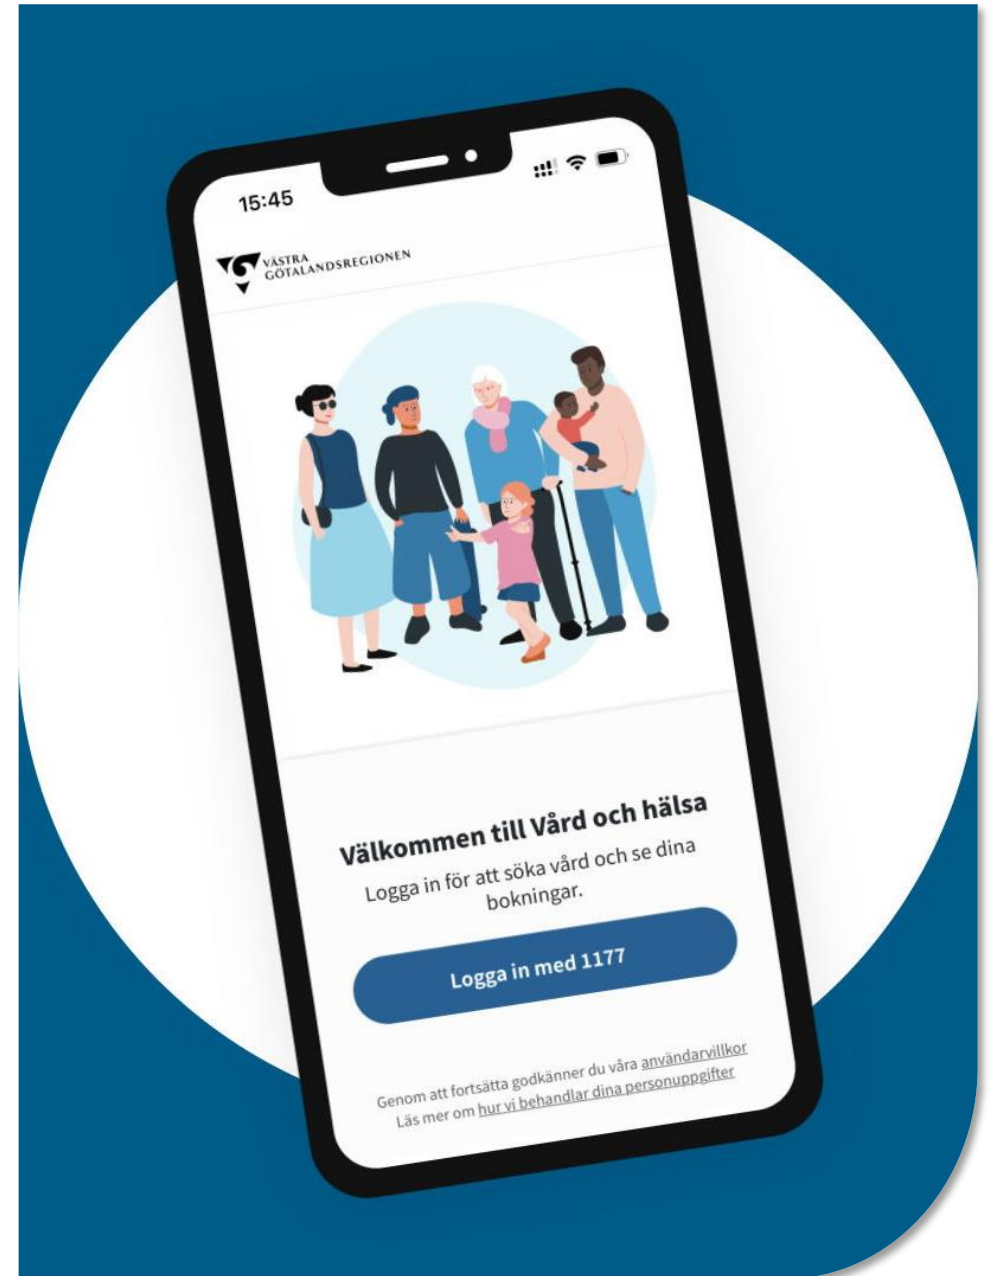 15:45
VÄSTRA
GÖTALANDSREGIONEN
Välkommen till Vård och hälsa
Logga in för att söka vård och se dina
bokningar.
Logga in med 1177
Genom att fortsätta godkänner du våra användarvillkor
Läs mer om hur vi behandlar dina personuppgifter